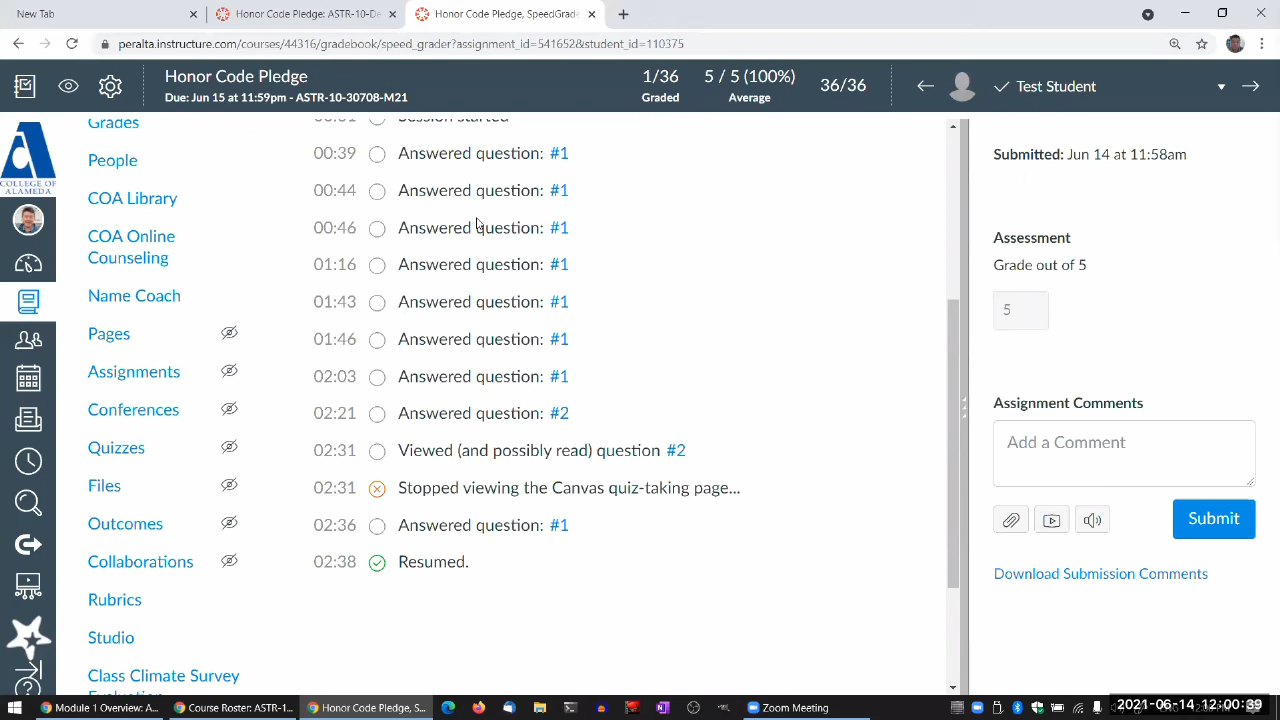 New Tab
Honor Code Pledge: ASTR-10-De
Honor Code Pledge, SpeedGrade
peralta.instructure.com/courses/44316/gradebook/speed_grader?assignment_id=541652&student_id=110375
Honor Code Pledge
Due: Jun 15 at 11:59pm - ASTR-10-30708-M21
1/36
Graded
5 / 5 (100%)
Average
36/36
Test Student
COLLEGE OF
ALAMEDA
Grades
People
COA Library
COA Online
Counseling
Name Coach
Pages
Assignments
Conferences
Quizzes
Files
Outcomes
Collaborations
Rubrics
Studio
Class Climate Survey
Evaluation
Session started
00:39 Answered question: #1
00:44 Answered question: #1
00:46 Answered question: #1
01:16 Answered question: #1
01:43 Answered question: #1
01:46 Answered question: #1
02:03 Answered question: #1
02:21 Answered question: #2
02:31 Viewed (and possibly read) question #2
02:31 Stopped viewing the Canvas quiz-taking page...
02:36 Answered question: #1
02:38 Resumed.
Submitted: Jun 14 at 11:58am
Assessment
Grade out of 5
5
Assignment Comments
Add a Comment
Submit
Download Submission Comments
Module 1 Overview: A...
Course Roster: ASTR-1...
Honor Code Pledge, S...
Zoom Meeting
2021-06-14 12:00:39